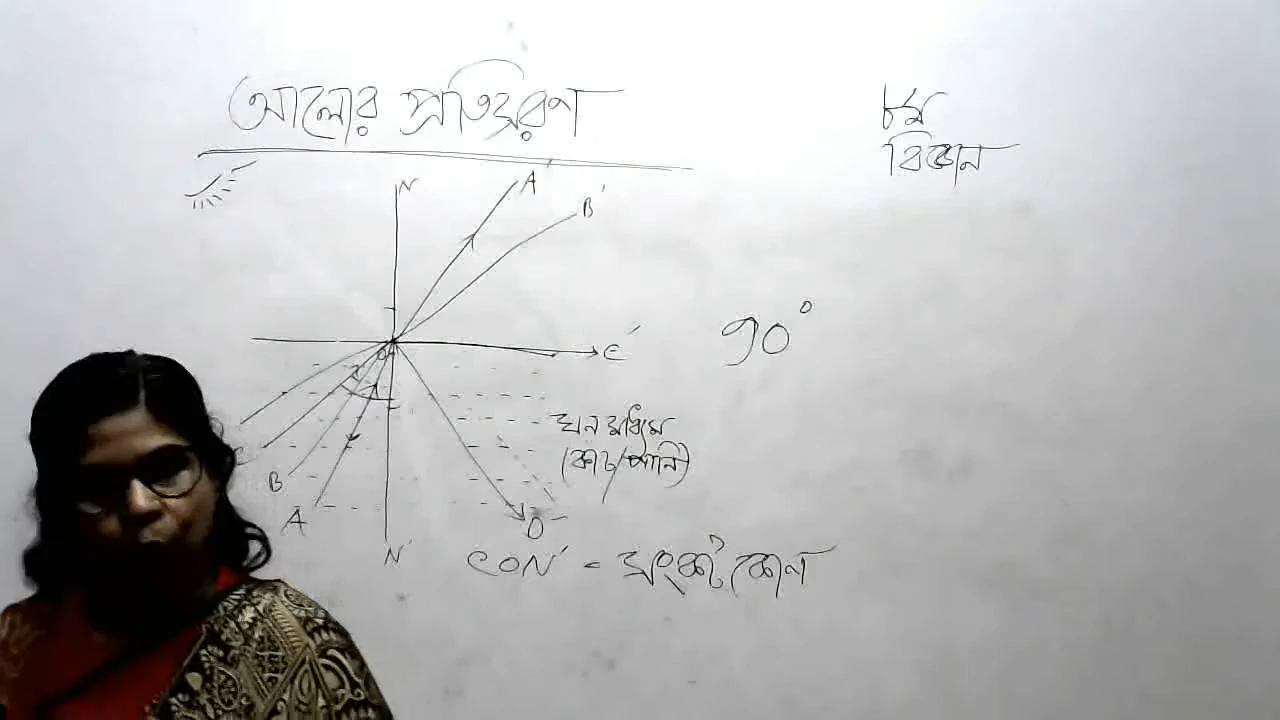 আলোর প্রতিসরণ
৮ম
বিজ্ঞান
N
A
B'
C'
90°
O
ঘন মাধ্যম
(কাচ/পানি)
C
B
A
D
N'
CON' = সংকট কোণ